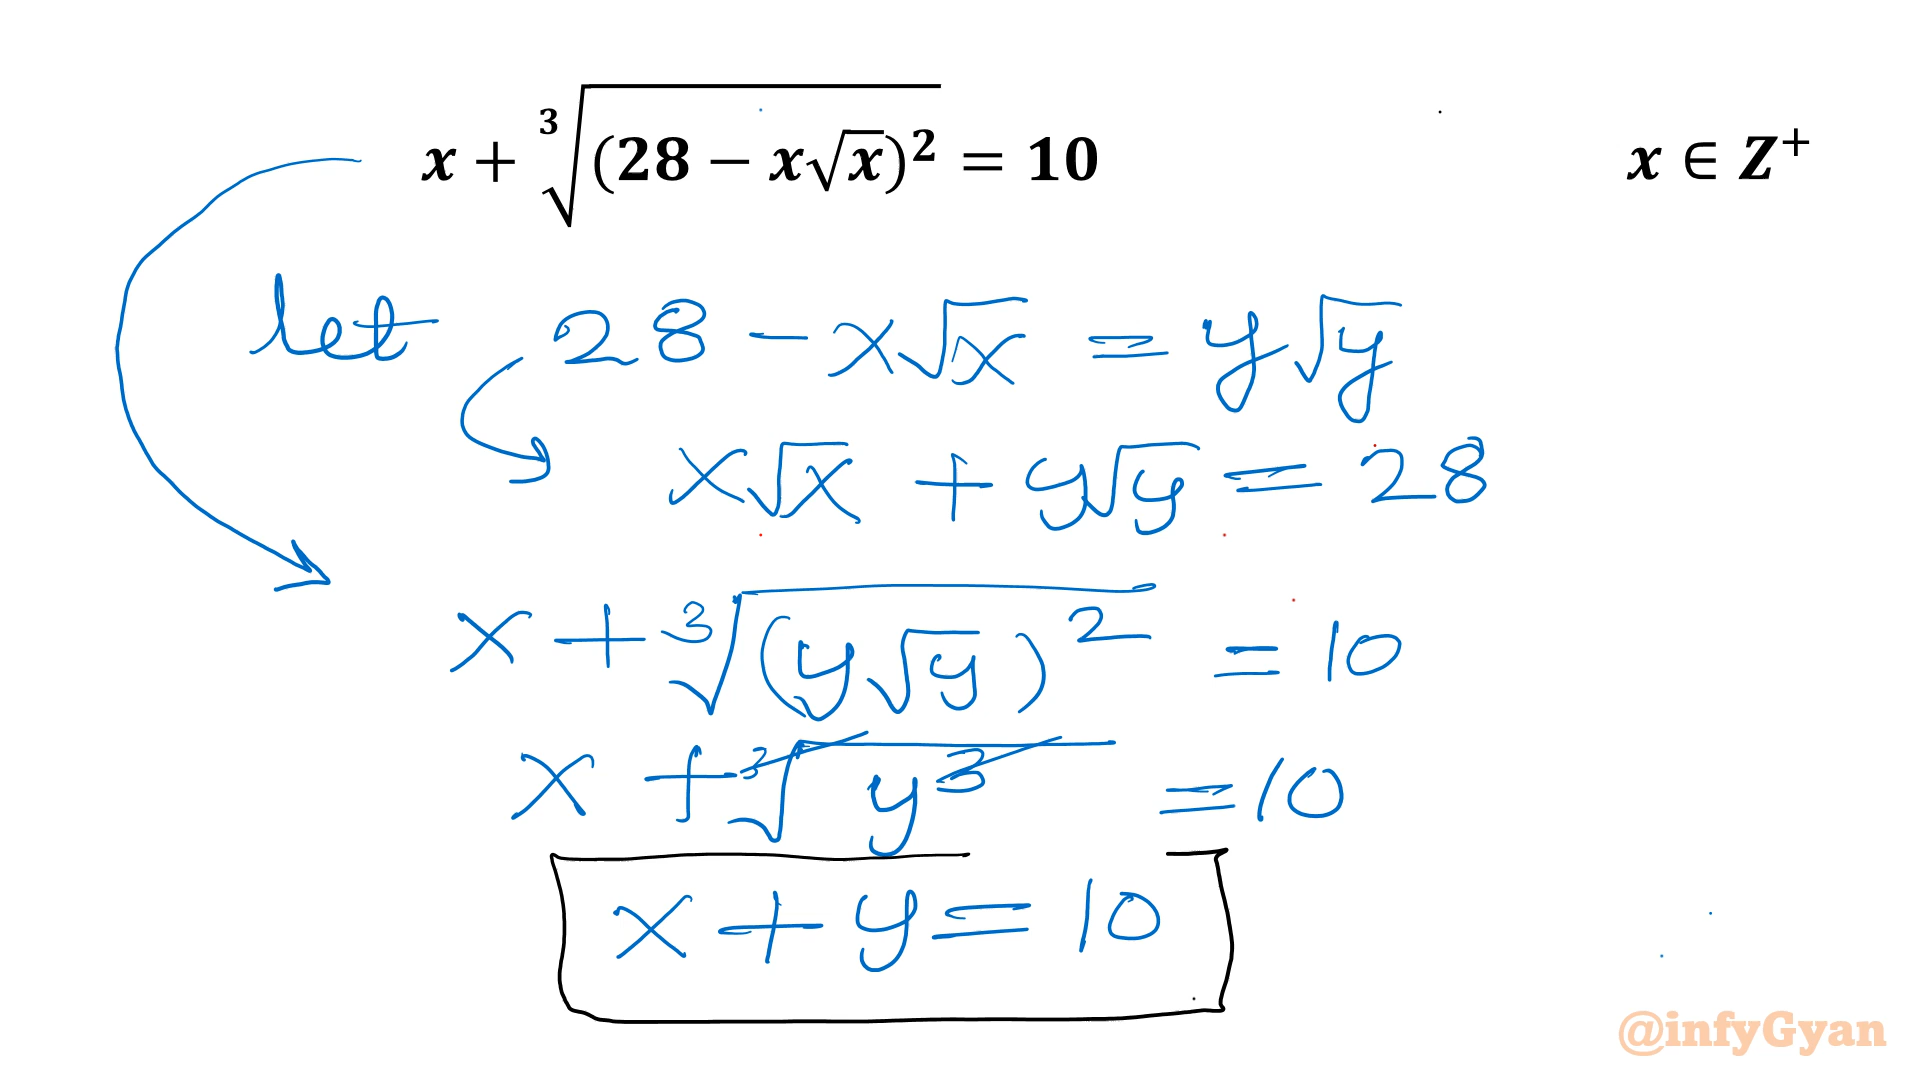 x + ∛((28 − x√x)²) = 10 x ∈ Z⁺
let 28 − x√x = y√y
x√x + y√y = 28
x + ∛((y√y)²) = 10
x + ∛(y³) = 10
x + y = 10
@infyGyan